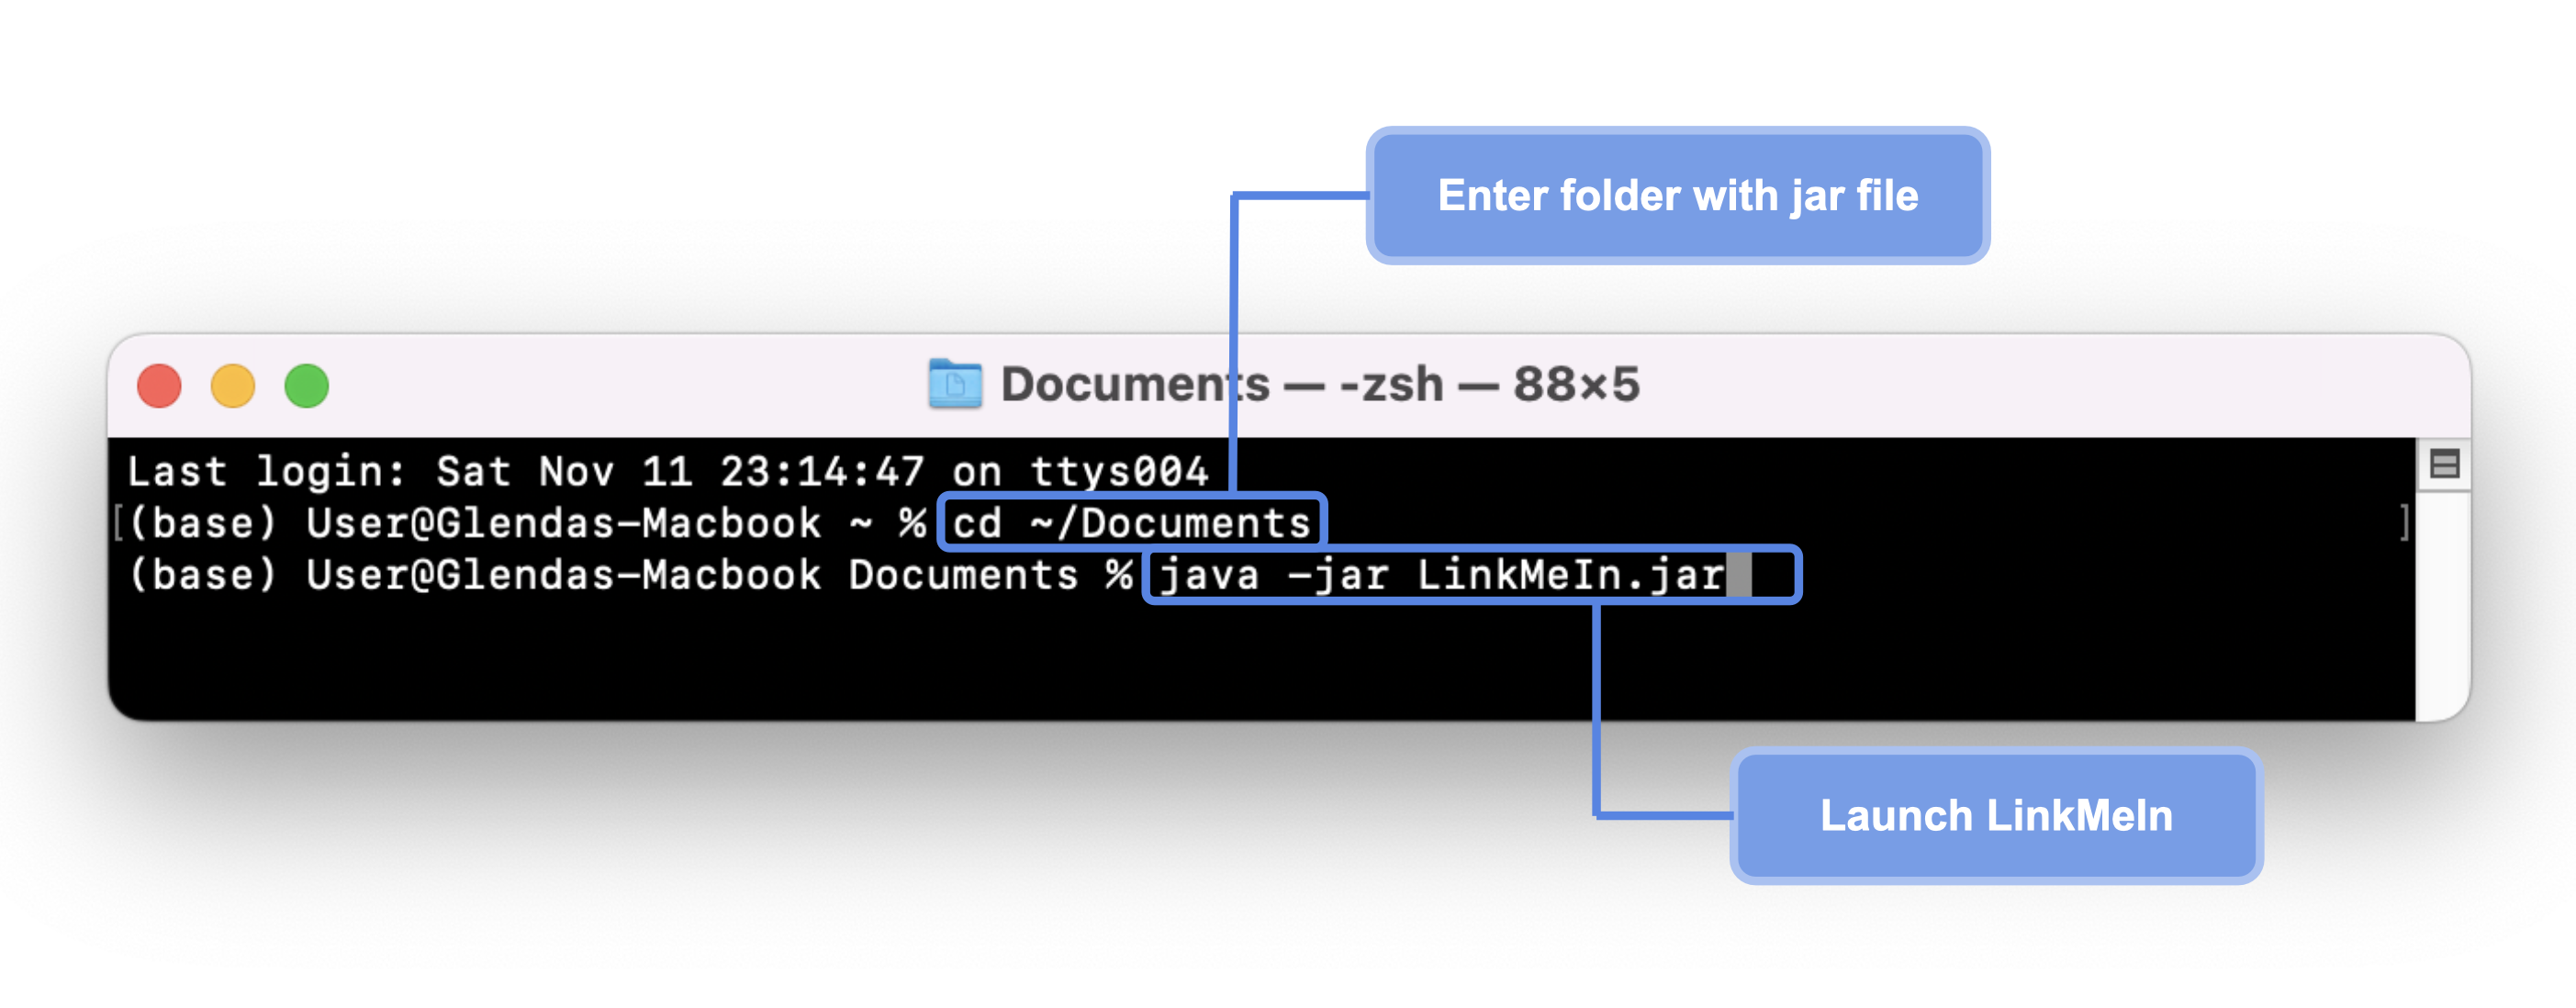 Enter folder with jar file
Documents — -zsh — 88×5
Last login: Sat Nov 11 23:14:47 on ttys004
[(base) User@Glendas-Macbook ~ % cd ~/Documents ]
(base) User@Glendas-Macbook Documents % java -jar LinkMeIn.jar
Launch LinkMeIn